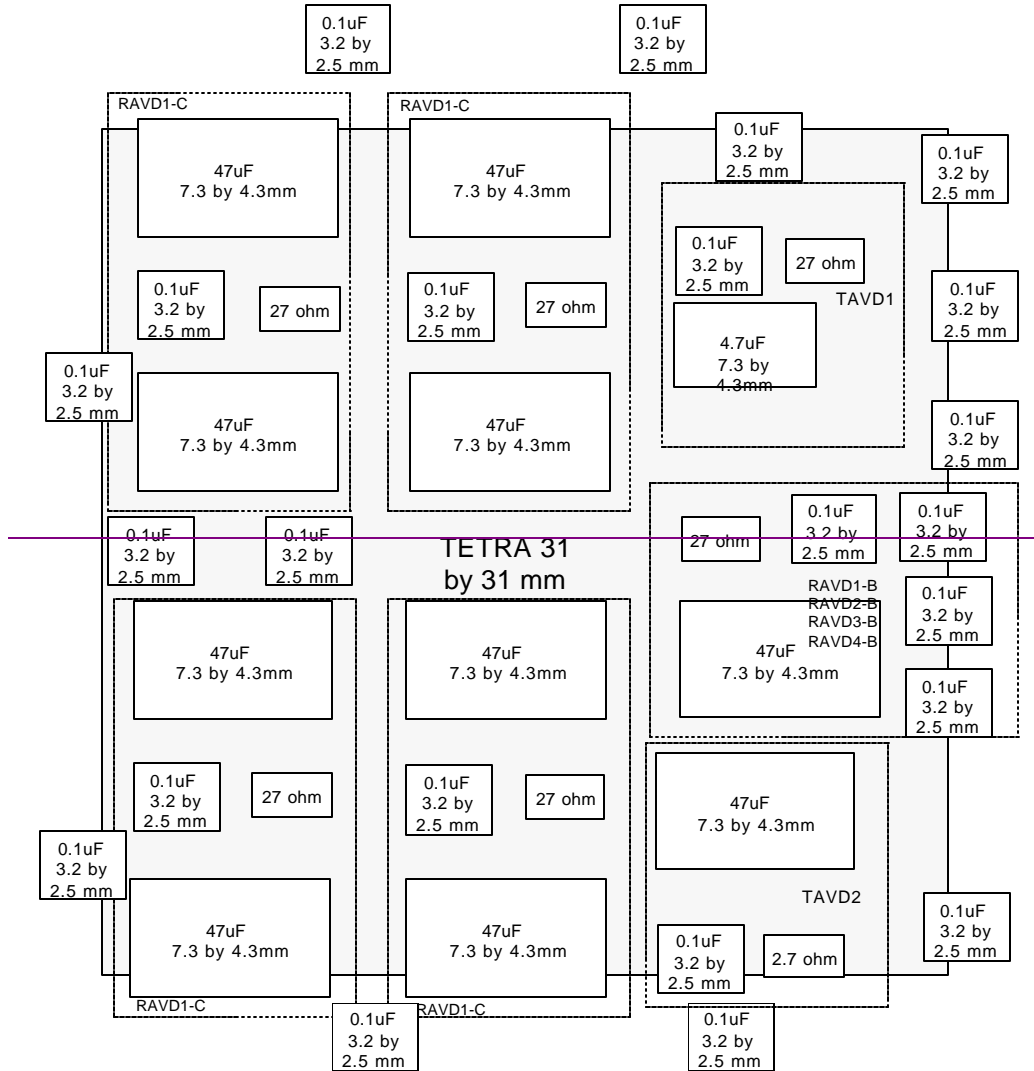 0.1uF
3.2 by
2.5 mm
0.1uF
3.2 by
2.5 mm
RAVD1-C
47uF
7.3 by 4.3mm
0.1uF
3.2 by
2.5 mm
27 ohm
47uF
7.3 by 4.3mm
RAVD1-C
47uF
7.3 by 4.3mm
0.1uF
3.2 by
2.5 mm
27 ohm
47uF
7.3 by 4.3mm
0.1uF
3.2 by
2.5 mm
0.1uF
3.2 by
2.5 mm
0.1uF
3.2 by
2.5 mm
27 ohm
TAVD1
4.7uF
7.3 by
4.3mm
0.1uF
3.2 by
2.5 mm
0.1uF
3.2 by
2.5 mm
0.1uF
3.2 by
2.5 mm
0.1uF
3.2 by
2.5 mm
0.1uF
3.2 by
2.5 mm
TETRA 31
by 31 mm
27 ohm
0.1uF
3.2 by
2.5 mm
0.1uF
3.2 by
2.5 mm
RAVD1-B
RAVD2-B
RAVD3-B
RAVD4-B
47uF
7.3 by 4.3mm
0.1uF
3.2 by
2.5 mm
0.1uF
3.2 by
2.5 mm
47uF
7.3 by 4.3mm
0.1uF
3.2 by
2.5 mm
27 ohm
0.1uF
3.2 by
2.5 mm
47uF
7.3 by 4.3mm
RAVD1-C
47uF
7.3 by 4.3mm
0.1uF
3.2 by
2.5 mm
27 ohm
47uF
7.3 by 4.3mm
RAVD1-C
47uF
7.3 by 4.3mm
TAVD2
0.1uF
3.2 by
2.5 mm
2.7 ohm
0.1uF
3.2 by
2.5 mm
0.1uF
3.2 by
2.5 mm
0.1uF
3.2 by
2.5 mm